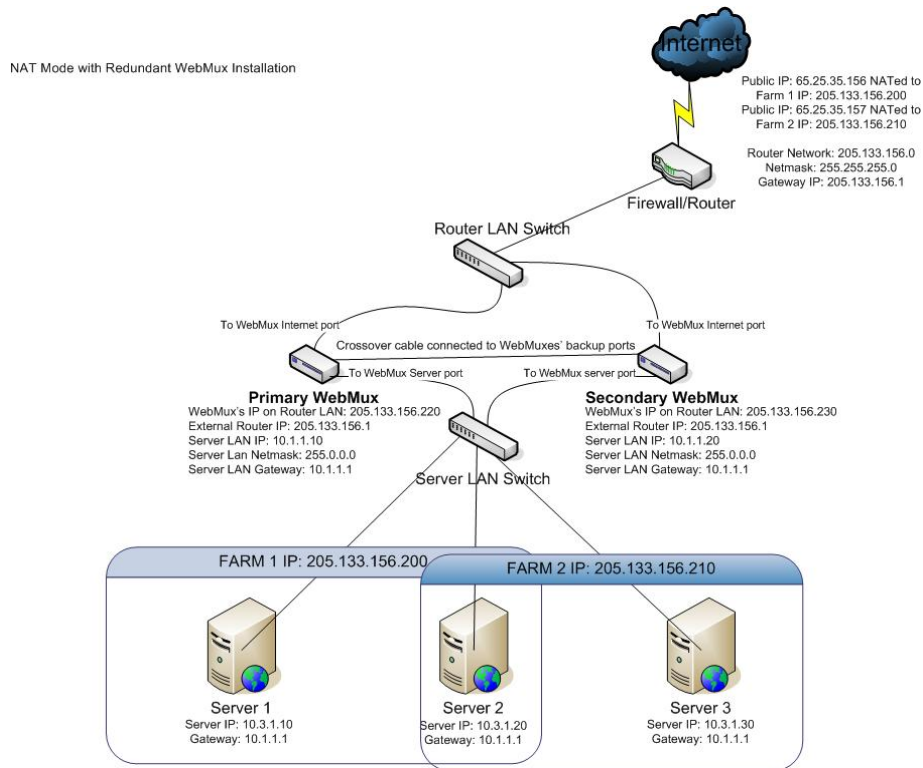 Internet
NAT Mode with Redundant WebMux Installation
Public IP: 65.25.35.156 NATed to
Farm 1 IP: 205.133.156.200
Public IP: 65.25.35.157 NATed to
Farm 2 IP: 205.133.156.210
Router Network: 205.133.156.0
Netmask: 255.255.255.0
Gateway IP: 205.133.156.1
Firewall/Router
Router LAN Switch
To WebMux Internet port
To WebMux Internet port
Crossover cable connected to WebMuxes' backup ports
To WebMux Server port
To WebMux server port
Primary WebMux
WebMux's IP on Router LAN: 205.133.156.220
External Router IP: 205.133.156.1
Server LAN IP: 10.1.1.10
Server Lan Netmask: 255.0.0.0
Server LAN Gateway: 10.1.1.1
Secondary WebMux
WebMux's IP on Router LAN: 205.133.156.230
External Router IP: 205.133.156.1
Server LAN IP: 10.1.1.20
Server LAN Netmask: 255.0.0.0
Server LAN Gateway: 10.1.1.1
Server LAN Switch
FARM 1 IP: 205.133.156.200
FARM 2 IP: 205.133.156.210
Server 1
Server IP: 10.3.1.10
Gateway: 10.1.1.1
Server 2
Server IP: 10.3.1.20
Gateway: 10.1.1.1
Server 3
Server IP: 10.3.1.30
Gateway: 10.1.1.1